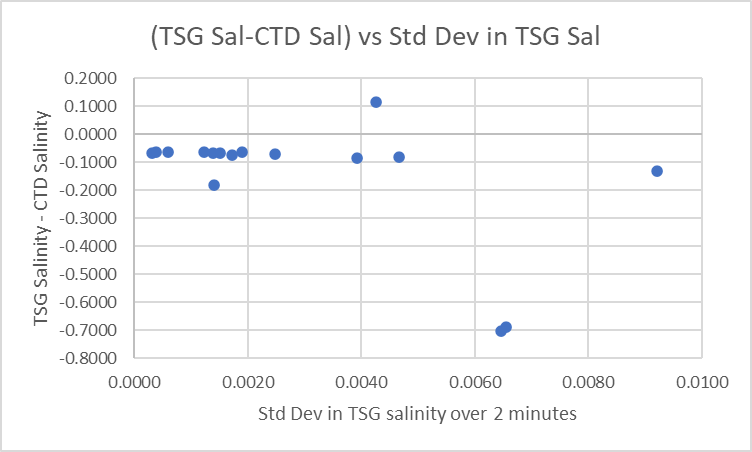 (TSG Sal-CTD Sal) vs Std Dev in TSG Sal
0.2000
0.1000
0.0000
-0.1000
-0.2000
-0.3000
-0.4000
-0.5000
-0.6000
-0.7000
-0.8000
TSG Salinity - CTD Salinity
0.0000 0.0020 0.0040 0.0060 0.0080 0.0100
Std Dev in TSG salinity over 2 minutes